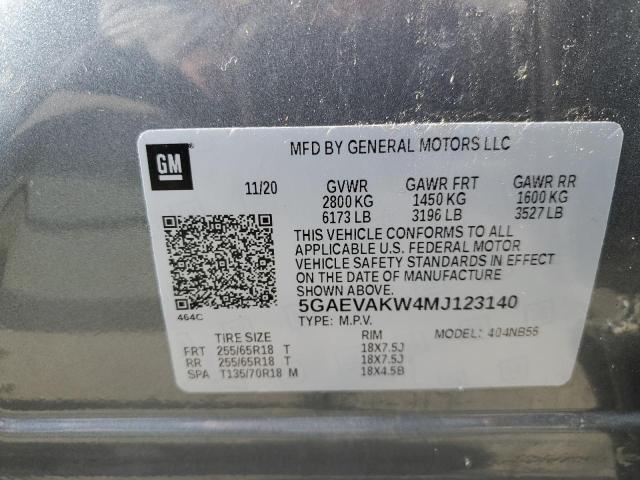 GM
MFD BY GENERAL MOTORS LLC
11/20 GVWR GAWR FRT GAWR RR
2800 KG 1450 KG 1600 KG
6173 LB 3196 LB 3527 LB
THIS VEHICLE CONFORMS TO ALL
APPLICABLE U.S. FEDERAL MOTOR
VEHICLE SAFETY STANDARDS IN EFFECT
ON THE DATE OF MANUFACTURE
SHOWN ABOVE.
464C 5GAEVAKW4MJ123140
TYPE: M.P.V. MODEL: 404NB56
TIRE SIZE RIM
FRT 255/65R18 T 18X7.5J
RR 255/65R18 T 18X7.5J
SPA T135/70R18 M 18X4.5B